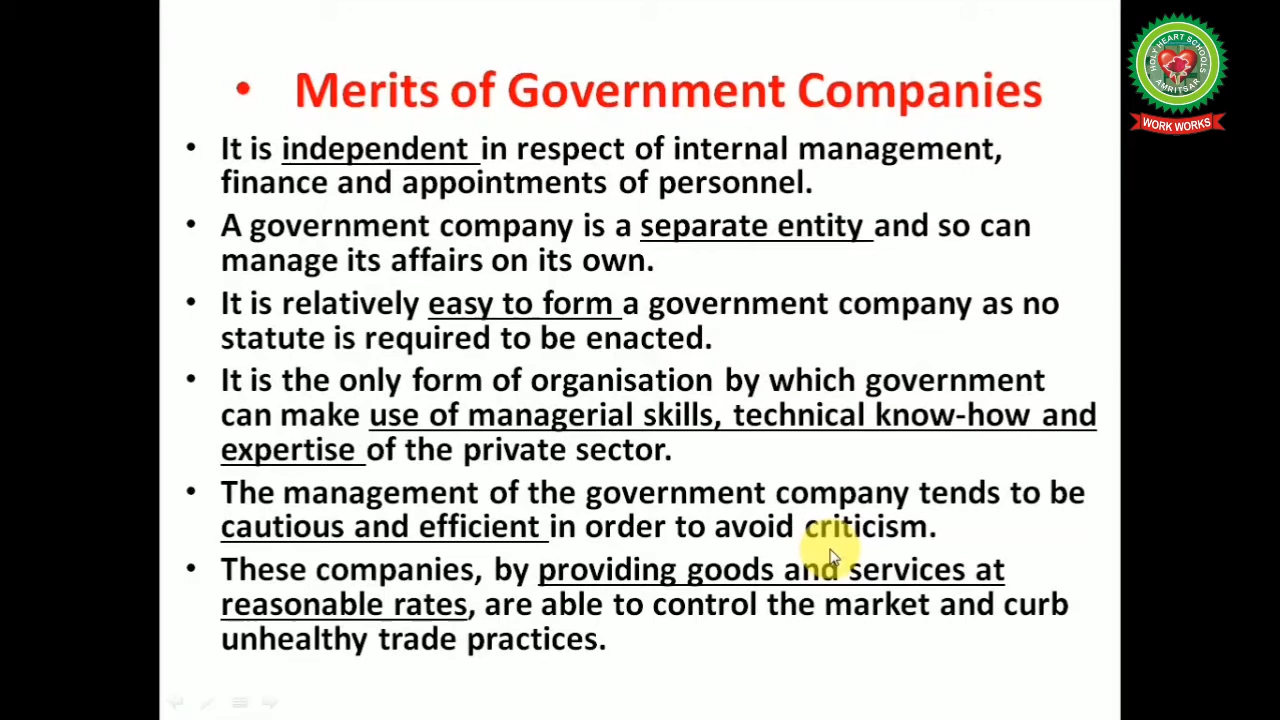 • Merits of Government Companies
• It is independent in respect of internal management,
finance and appointments of personnel.
• A government company is a separate entity and so can
manage its affairs on its own.
• It is relatively easy to form a government company as no
statute is required to be enacted.
• It is the only form of organisation by which government
can make use of managerial skills, technical know-how and
expertise of the private sector.
• The management of the government company tends to be
cautious and efficient in order to avoid criticism.
• These companies, by providing goods and services at
reasonable rates, are able to control the market and curb
unhealthy trade practices.
HOLY HEART SCHOOLS
AMRITSAR
WORK WORKS